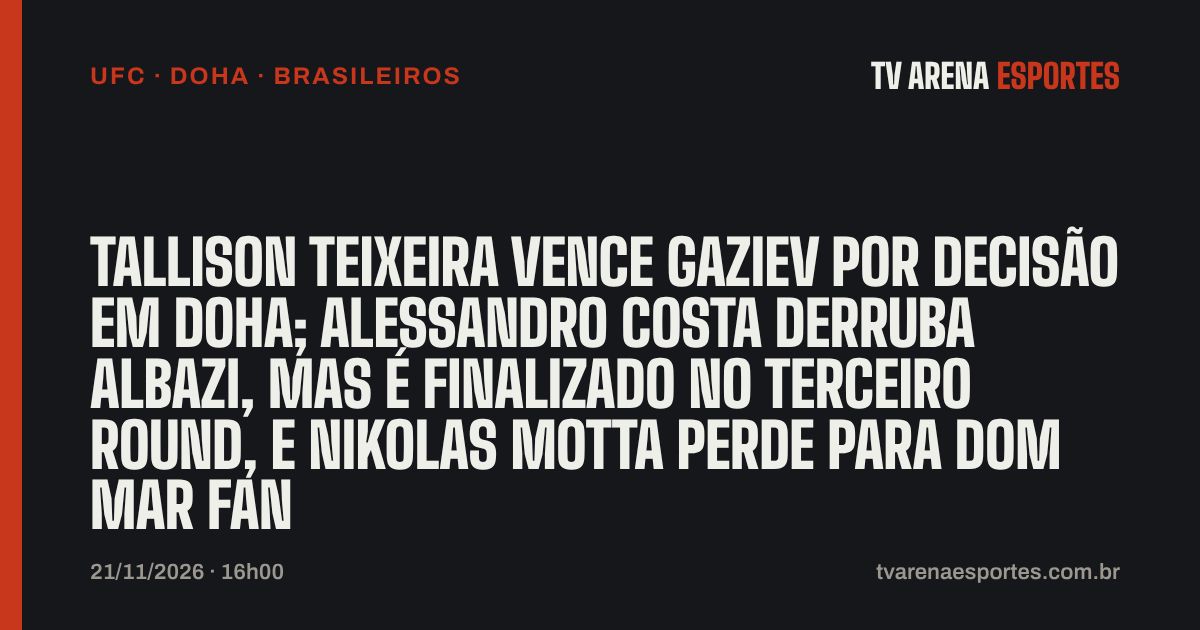 UFC · DOHA · BRASILEIROS
TV ARENA ESPORTES
TALLISON TEIXEIRA VENCE GAZIEV POR DECISÃO
EM DOHA; ALESSANDRO COSTA DERRUBA
ALBAZI, MAS É FINALIZADO NO TERCEIRO
ROUND, E NIKOLAS MOTTA PERDE PARA DOM
MAR FAN
21/11/2026 · 16h00
tvarenaesportes.com.br